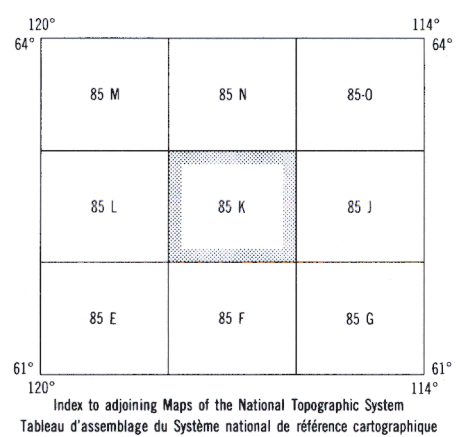 120° 114°
64° 64°
85 M 85 N 85-O
85 L 85 K 85 J
85 E 85 F 85 G
61° 61°
120° 114°
Index to adjoining Maps of the National Topographic System
Tableau d'assemblage du Système national de référence cartographique